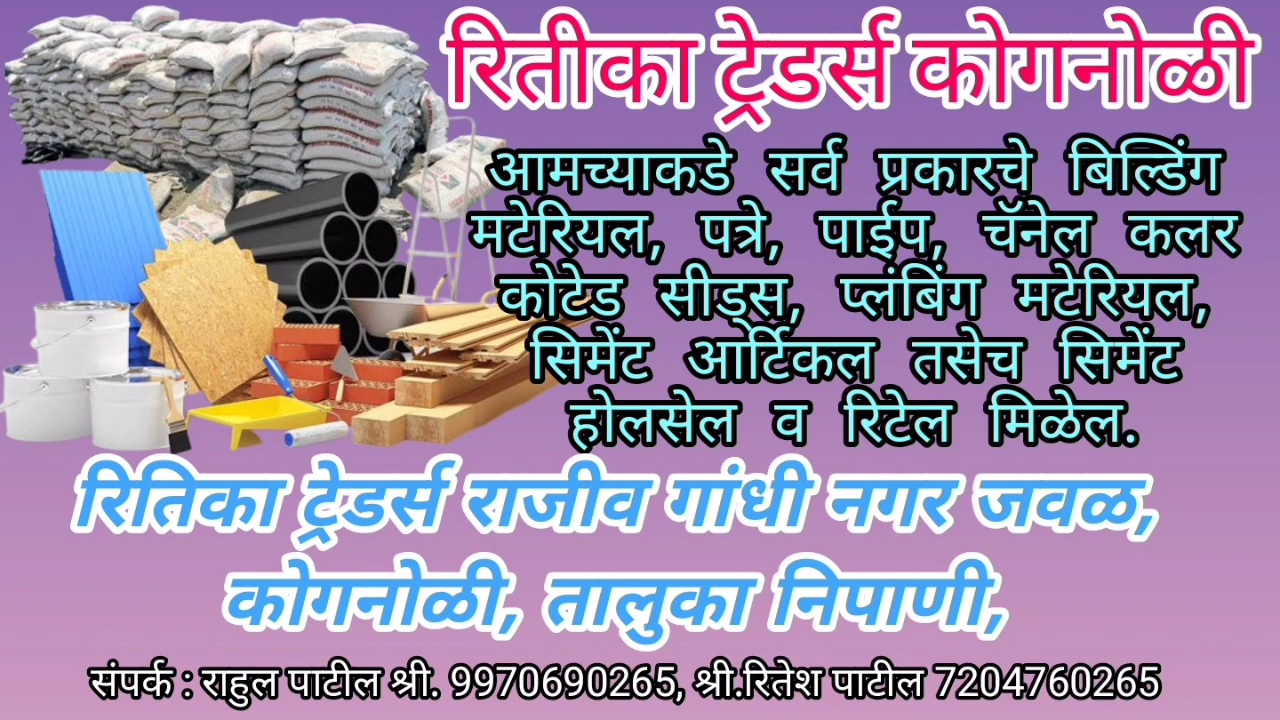 रितीका ट्रेडर्स कोगनोळी
आमच्याकडे सर्व प्रकारचे बिल्डिंग
मटेरियल, पत्रे, पाईप, चॅनेल कलर
कोटेड सीड्स, प्लंबिंग मटेरियल,
सिमेंट आर्टिकल तसेच सिमेंट
होलसेल व रिटेल मिळेल.
रितिका ट्रेडर्स राजीव गांधी नगर जवळ,
कोगनोळी, तालुका निपाणी,
संपर्क : राहुल पाटील श्री. 9970690265, श्री.रितेश पाटील 7204760265